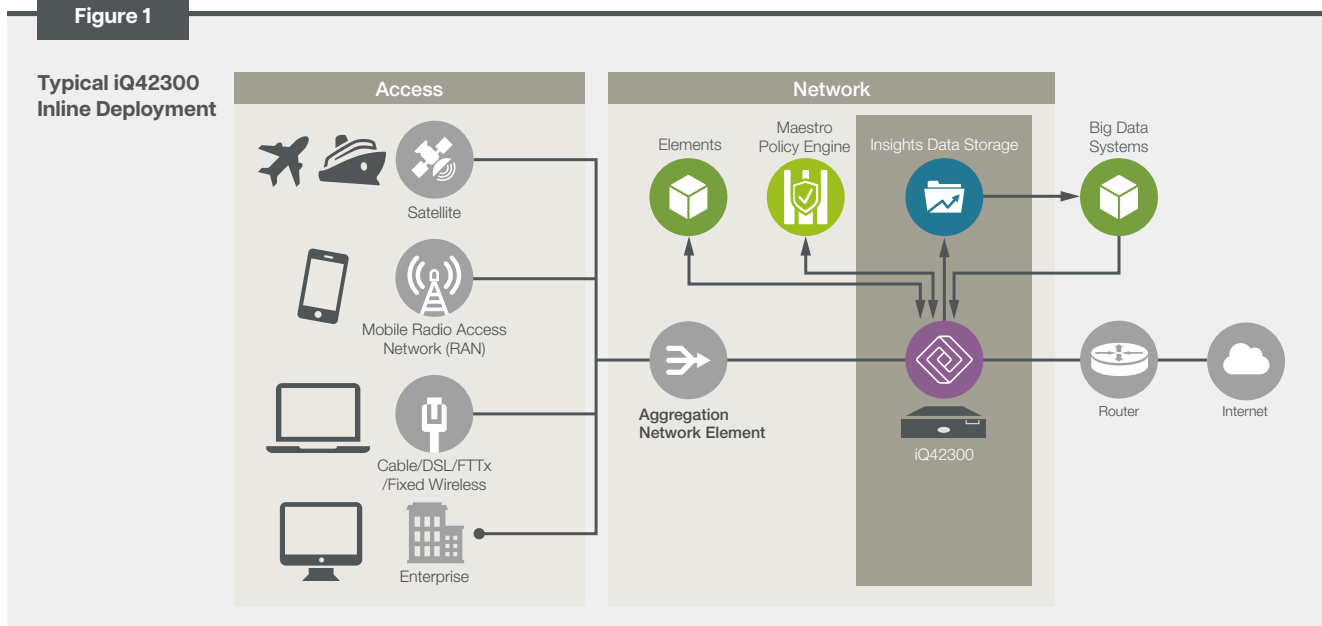 Figure 1
Typical iQ42300
Inline Deployment
Access
Satellite
Mobile Radio Access
Network (RAN)
Cable/DSL/FTTx
/Fixed Wireless
Enterprise
Network
Elements
Maestro
Policy Engine
Insights Data Storage
Big Data
Systems
Aggregation
Network Element
iQ42300
Router
Internet